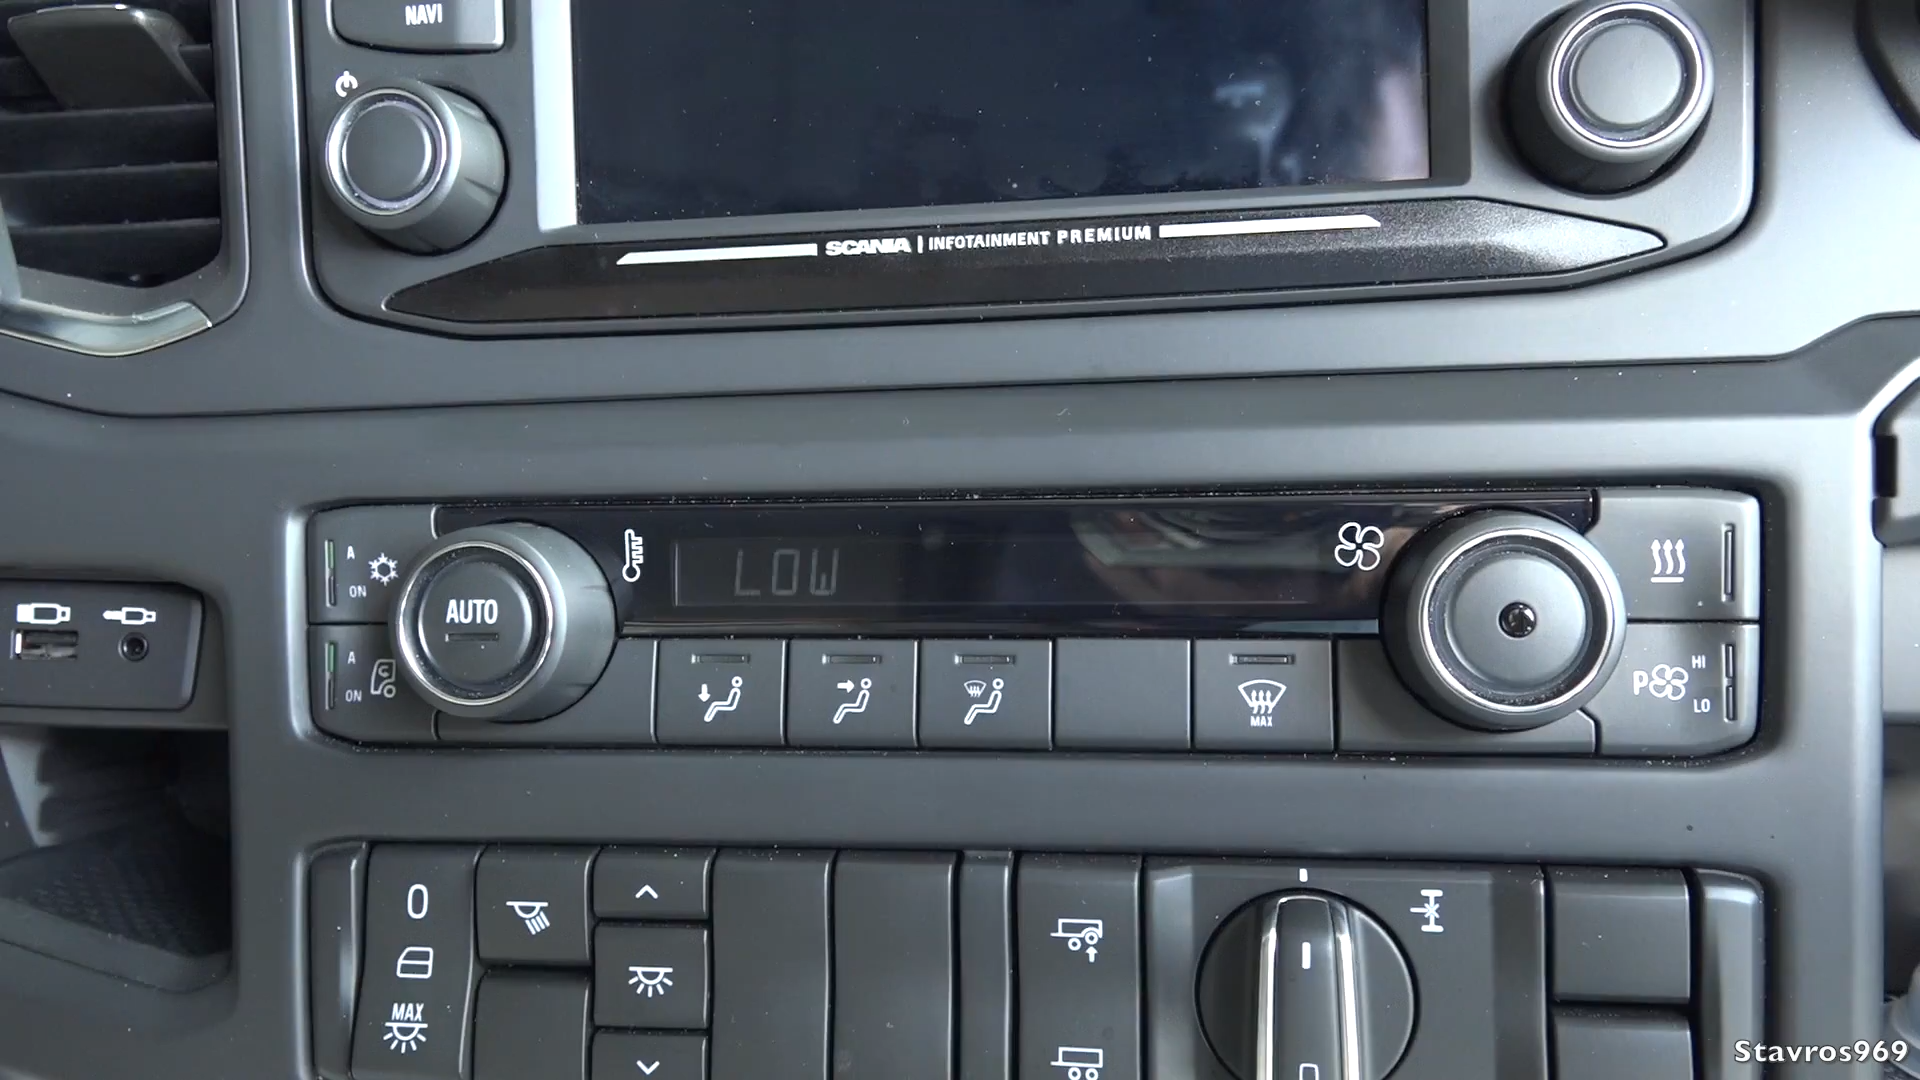 NAVI
SCANIA | INFOTAINMENT PREMIUM
A
ON
AUTO
LOW
A
ON
MAX
P
HI
LO
0
MAX
Stavros969